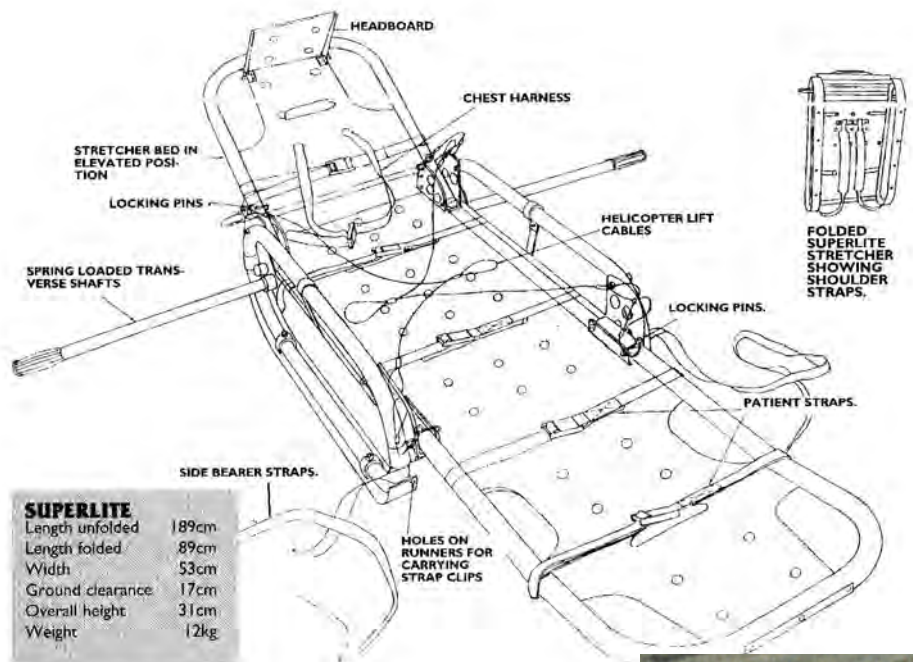 HEADBOARD
CHEST HARNESS
STRETCHER BED IN
ELEVATED POSI-
TION
LOCKING PINS
HELICOPTER LIFT
CABLES
SPRING LOADED TRANS-
VERSE SHAFTS
FOLDED
SUPERLITE
STRETCHER
SHOWING
SHOULDER
STRAPS.
LOCKING PINS.
PATIENT STRAPS.
SIDE BEARER STRAPS.
HOLES ON
RUNNERS FOR
CARRYING
STRAP CLIPS
SUPERLITE
Length unfolded 189cm
Length folded 89cm
Width 53cm
Ground clearance 17cm
Overall height 31cm
Weight 12kg